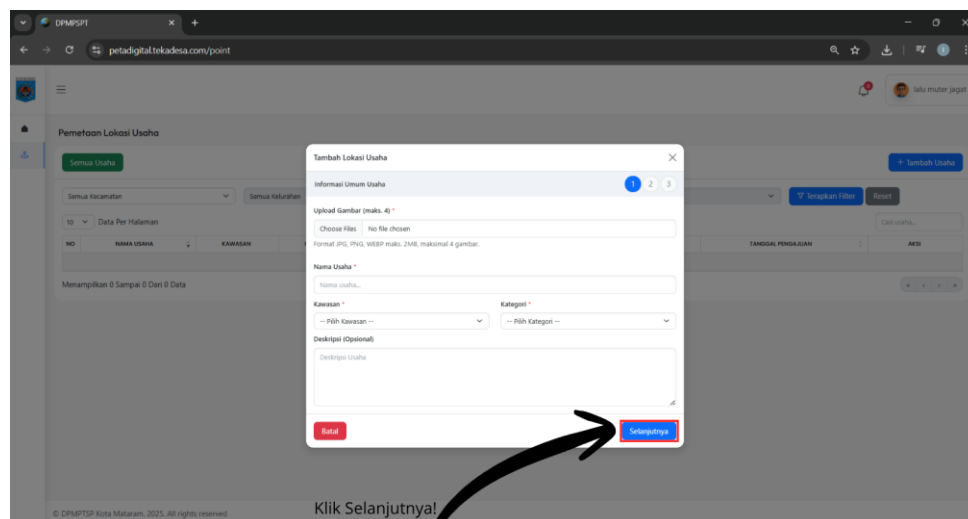 DPMPSPT
petadigital.tekadesa.com/point
lalu muter jagat
Pemetaan Lokasi Usaha
Semua Usaha
+ Tambah Usaha
Semua Kecamatan
Semua Kelurahan
Terapkan Filter
Reset
10 Data Per Halaman
Cari usaha...
NO NAMA USAHA KAWASAN TANGGAL PENGAJUAN AKSI
Menampilkan 0 Sampai 0 Dari 0 Data
Tambah Lokasi Usaha
Informasi Umum Usaha
1 2 3
Upload Gambar (maks. 4) *
Choose Files No file chosen
Format JPG, PNG, WEBP maks. 2MB, maksimal 4 gambar.
Nama Usaha *
Nama usaha...
Kawasan * Kategori *
-- Pilih Kawasan -- -- Pilih Kategori --
Deskripsi (Opsional)
Deskripsi Usaha
Batal
Selanjutnya
Klik Selanjutnya!
© DPMPTSP Kota Mataram. 2025. All rights reserved